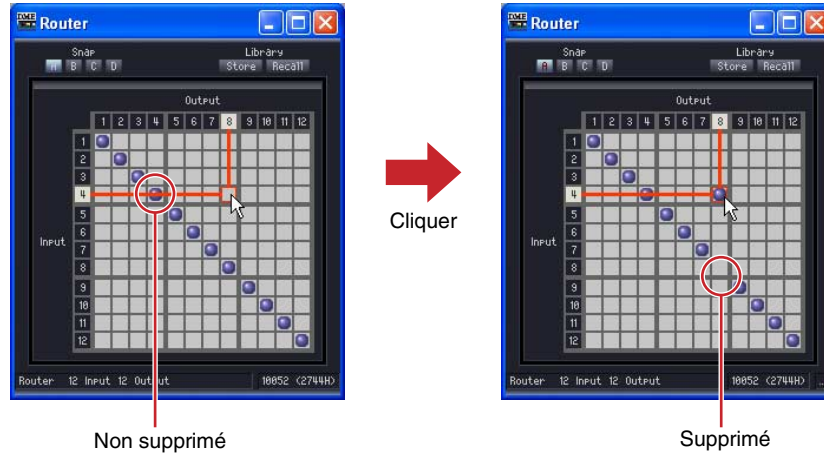 Router
Snap
Library
A B C D
Store Recall
Output
1 2 3 4 5 6 7 8 9 10 11 12
1
2
3
4
5
Input
6
7
8
9
10
11
12
Router 12 Input 12 Output 10052 (2744H)
Non supprimé
Cliquer
Router
Snap
Library
A B C D
Store Recall
Output
1 2 3 4 5 6 7 8 9 10 11 12
1
2
3
4
5
6
Input
7
8
9
10
11
12
Router 12 Input 12 Output 10052 (2744H) ...
Supprimé